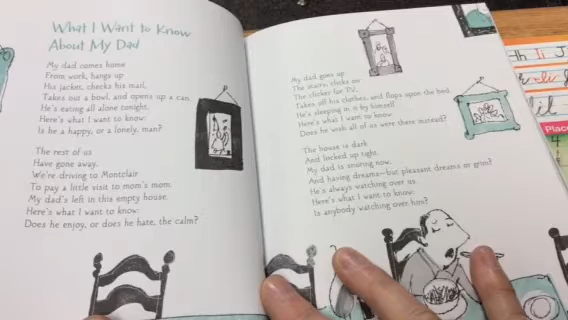 What I Want to Know
About My Dad
My dad comes home
From work, hangs up
His jacket, checks his mail,
Takes out a bowl, and opens up a can.
He's eating all alone tonight,
Here's what I want to know:
Is he a happy, or a lonely, man?
The rest of us
Have gone away.
We're driving to Montclair
To pay a little visit to mom's mom.
My dad's left in this empty house.
Here's what I want to know:
Does he enjoy, or does he hate, the calm?
My dad goes up
The stairs, clicks on
The clicker for TV,
Takes off his clothes, and flops upon the bed.
He's sleeping in it by himself.
Here's what I want to know:
Does he wish all of us were there instead?
The house is dark
And locked up tight.
My dad is snoring now,
And having dreams—but pleasant dreams or grim?
He's always watching over us.
Here's what I want to know:
Is anybody watching over him?
Place